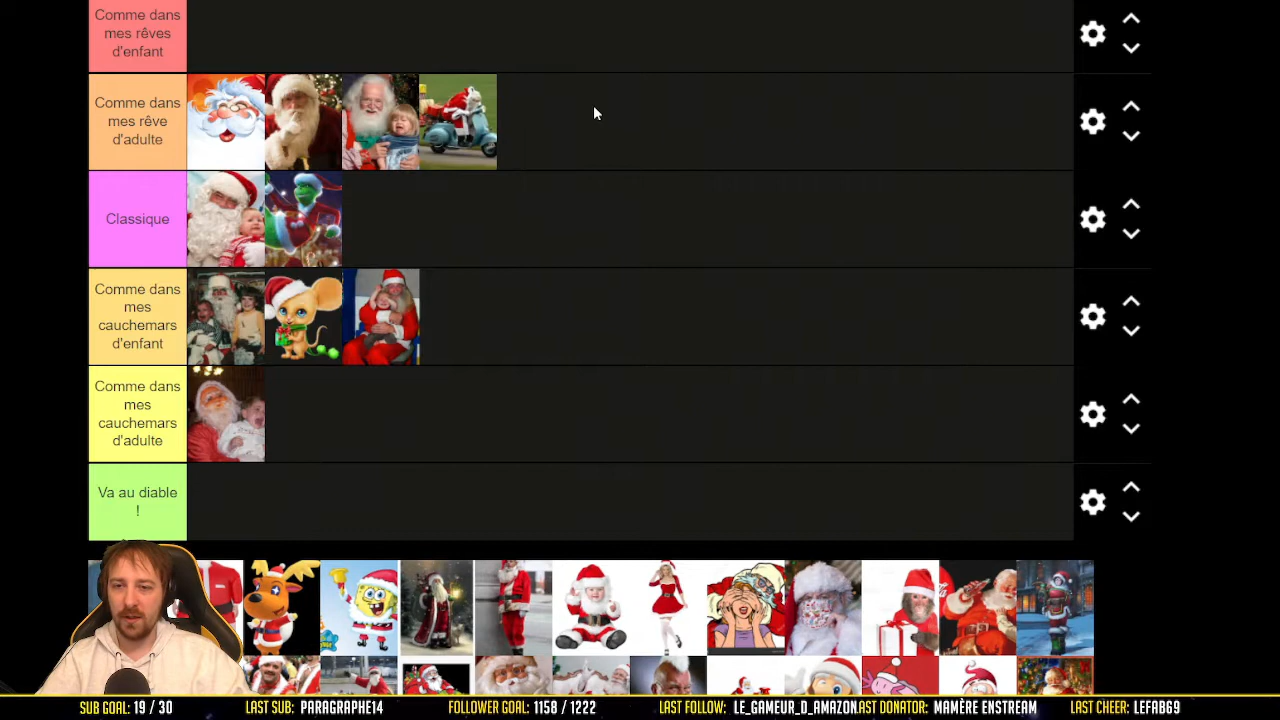 Comme dans
mes rêves
d'enfant
Comme dans
mes rêve
d'adulte
Classique
Comme dans
mes
cauchemars
d'enfant
Comme dans
mes
cauchemars
d'adulte
Va au diable
!
SUB GOAL: 19 / 30
LAST SUB: PARAGRAPHE14
FOLLOWER GOAL: 1158 / 1222
LAST FOLLOW: LE_GAMEUR_D_AMAZON
LAST DONATOR: MAMÈRE ENSTREAM
LAST CHEER: LEFAB69